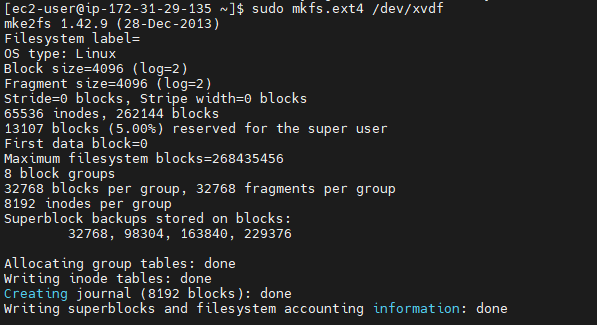 [ec2-user@ip-172-31-29-135 ~]$ sudo mkfs.ext4 /dev/xvdf
mke2fs 1.42.9 (28-Dec-2013)
Filesystem label=
OS type: Linux
Block size=4096 (log=2)
Fragment size=4096 (log=2)
Stride=0 blocks, Stripe width=0 blocks
65536 inodes, 262144 blocks
13107 blocks (5.00%) reserved for the super user
First data block=0
Maximum filesystem blocks=268435456
8 block groups
32768 blocks per group, 32768 fragments per group
8192 inodes per group
Superblock backups stored on blocks:
        32768, 98304, 163840, 229376

Allocating group tables: done
Writing inode tables: done
Creating journal (8192 blocks): done
Writing superblocks and filesystem accounting information: done